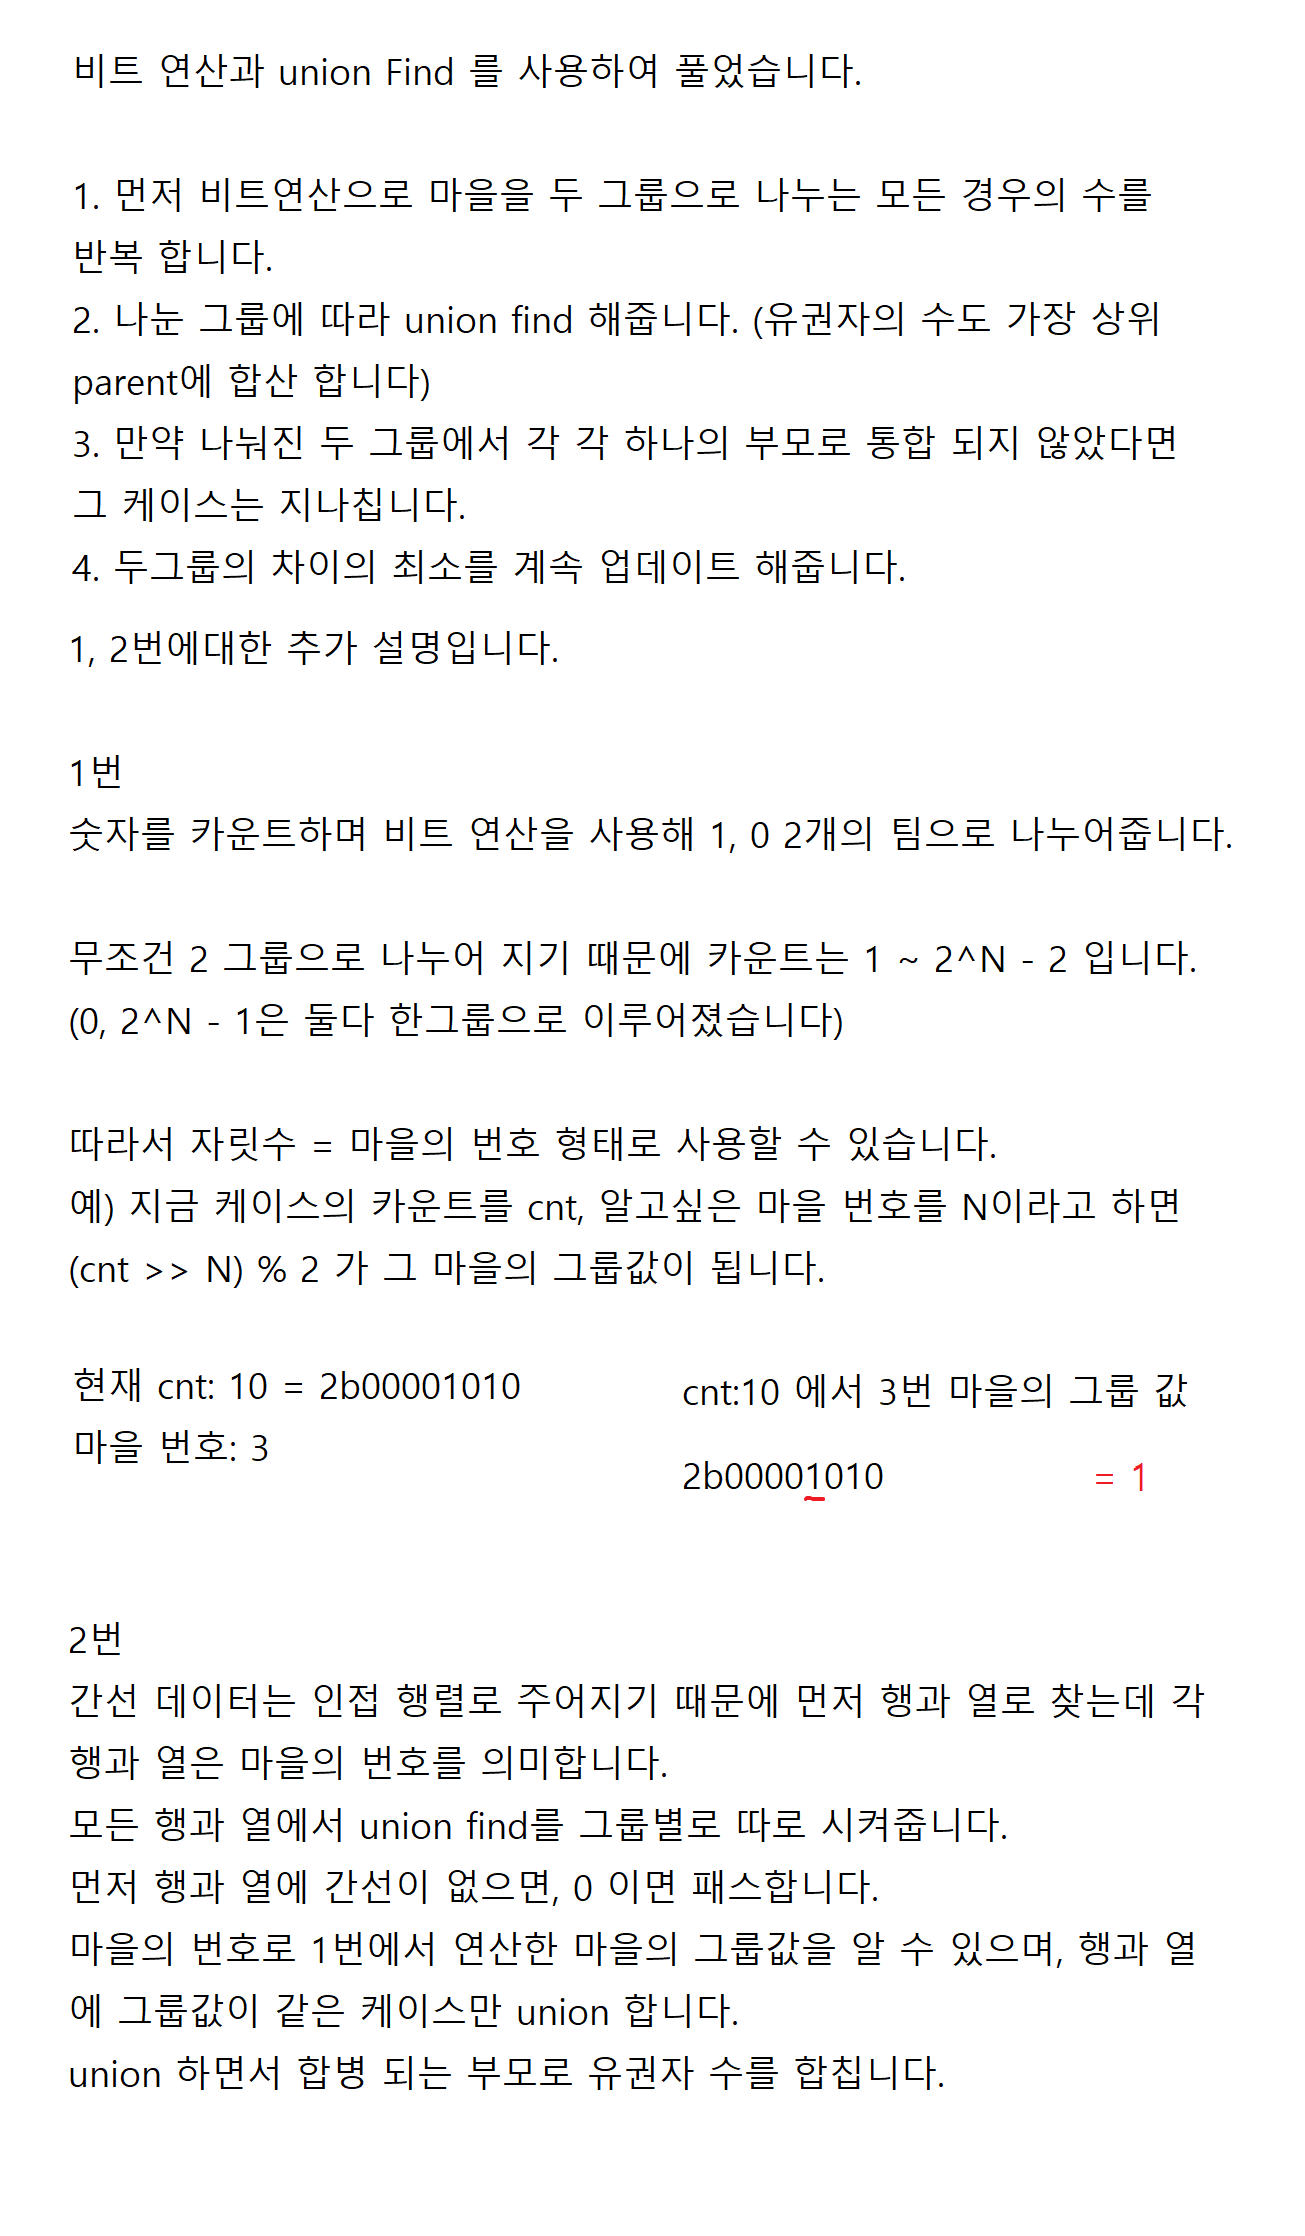 비트 연산과 union Find 를 사용하여 풀었습니다.
1. 먼저 비트연산으로 마을을 두 그룹으로 나누는 모든 경우의 수를
반복 합니다.
2. 나눈 그룹에 따라 union find 해줍니다. (유권자의 수도 가장 상위
parent에 합산 합니다)
3. 만약 나눠진 두 그룹에서 각 각 하나의 부모로 통합 되지 않았다면
그 케이스는 지나칩니다.
4. 두그룹의 차이의 최소를 계속 업데이트 해줍니다.
1, 2번에대한 추가 설명입니다.
1번
숫자를 카운트하며 비트 연산을 사용해 1, 0 2개의 팀으로 나누어줍니다.
무조건 2 그룹으로 나누어 지기 때문에 카운트는 1 ~ 2^N - 2 입니다.
(0, 2^N - 1은 둘다 한그룹으로 이루어졌습니다)
따라서 자릿수 = 마을의 번호 형태로 사용할 수 있습니다.
예) 지금 케이스의 카운트를 cnt, 알고싶은 마을 번호를 N이라고 하면
(cnt >> N) % 2 가 그 마을의 그룹값이 됩니다.
현재 cnt: 10 = 2b00001010
마을 번호: 3
cnt:10 에서 3번 마을의 그룹 값
2b00001010 = 1
2번
간선 데이터는 인접 행렬로 주어지기 때문에 먼저 행과 열로 찾는데 각
행과 열은 마을의 번호를 의미합니다.
모든 행과 열에서 union find를 그룹별로 따로 시켜줍니다.
먼저 행과 열에 간선이 없으면, 0 이면 패스합니다.
마을의 번호로 1번에서 연산한 마을의 그룹값을 알 수 있으며, 행과 열
에 그룹값이 같은 케이스만 union 합니다.
union 하면서 합병 되는 부모로 유권자 수를 합칩니다.